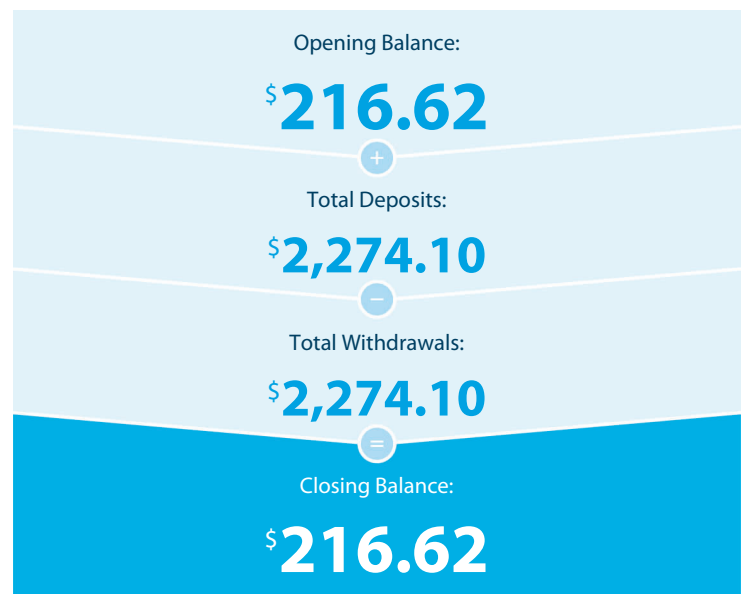 Opening Balance:
$216.62
+
Total Deposits:
$2,274.10
−
Total Withdrawals:
$2,274.10
=
Closing Balance:
$216.62